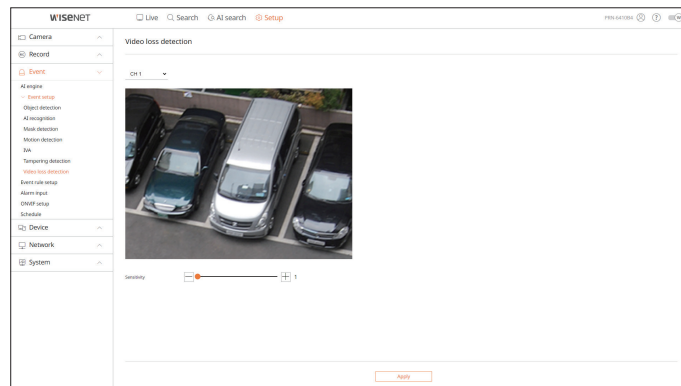 WISENET
Live Search AI search Setup
Camera
Record
Event
AI engine
Event setup
Object detection
AI recognition
Mask detection
Motion detection
IVA
Tampering detection
Video loss detection
Event rule setup
Alarm input
ONVIF setup
Schedule
Device
Network
System
Video loss detection
CH 1
Sensitivity 1
Apply